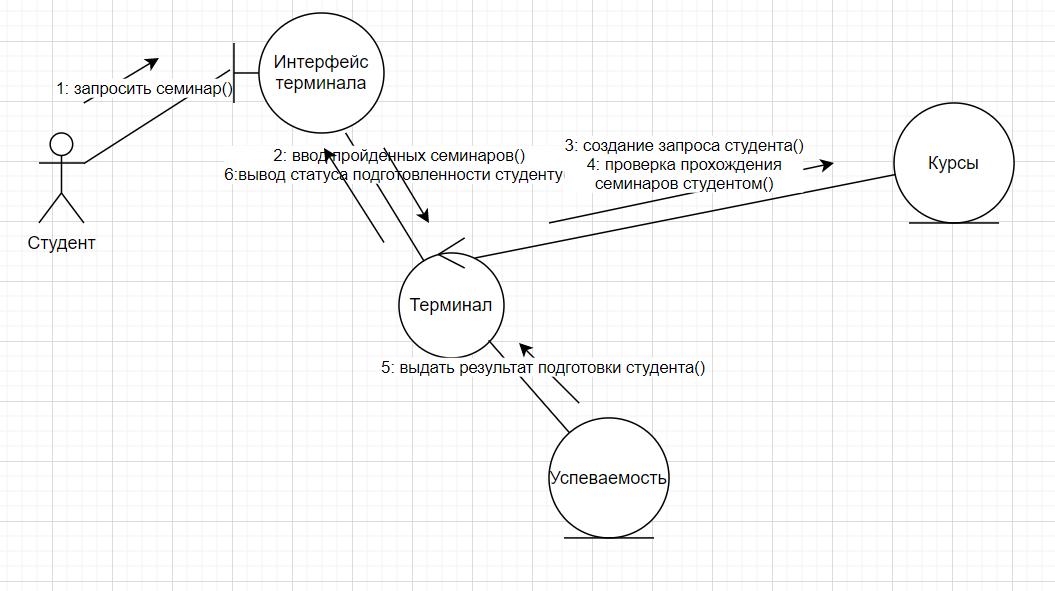 Интерфейс
терминала
1: запросить семинар()
Студент
2: ввод пройденных семинаров()
6:вывод статуса подготовленности студенту
3: создание запроса студента()
4: проверка прохождения
семинаров студентом()
Курсы
Терминал
5: выдать результат подготовки студента()
Успеваемость